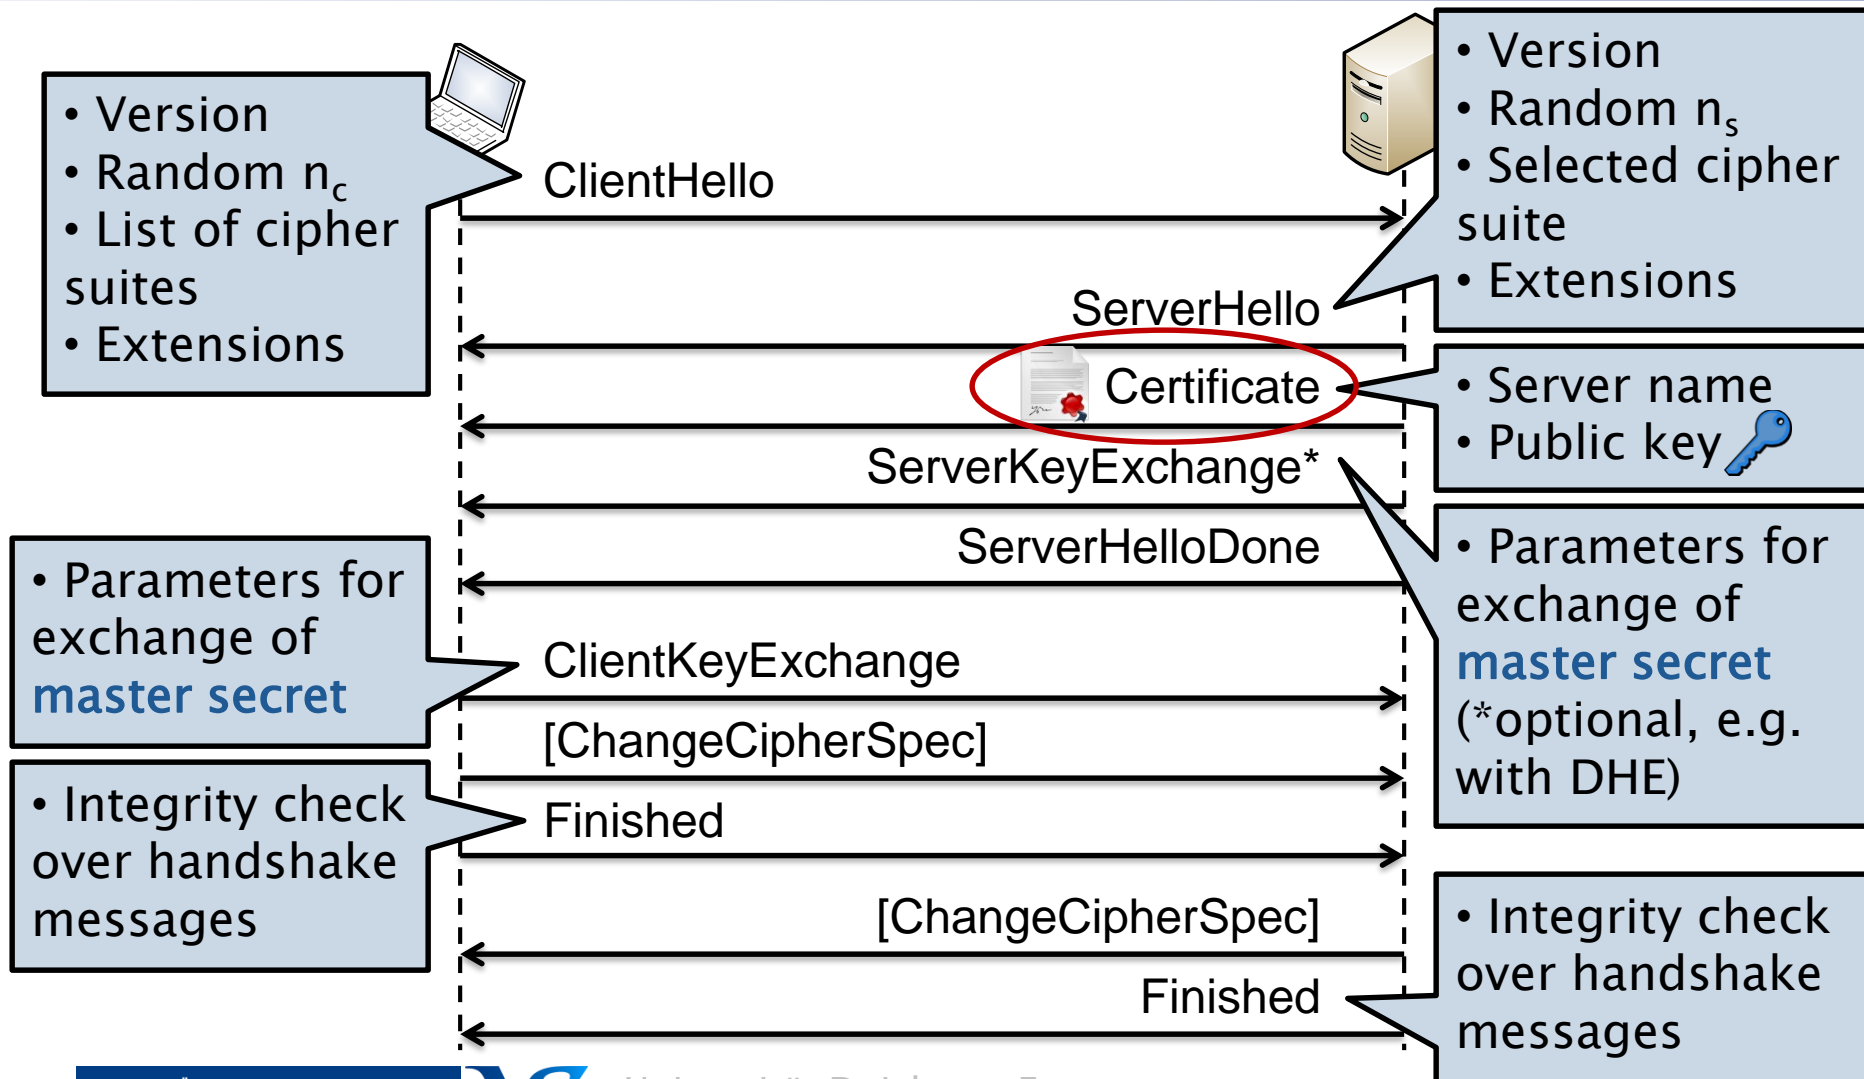 • Version
• Random nc
• List of cipher
suites
• Extensions
ClientHello
• Version
• Random ns
• Selected cipher
suite
• Extensions
ServerHello
Certificate
• Server name
• Public key
ServerKeyExchange*
• Parameters for
exchange of
master secret
(*optional, e.g.
with DHE)
ServerHelloDone
• Parameters for
exchange of
master secret
ClientKeyExchange
[ChangeCipherSpec]
• Integrity check
over handshake
messages
Finished
[ChangeCipherSpec]
Finished
• Integrity check
over handshake
messages